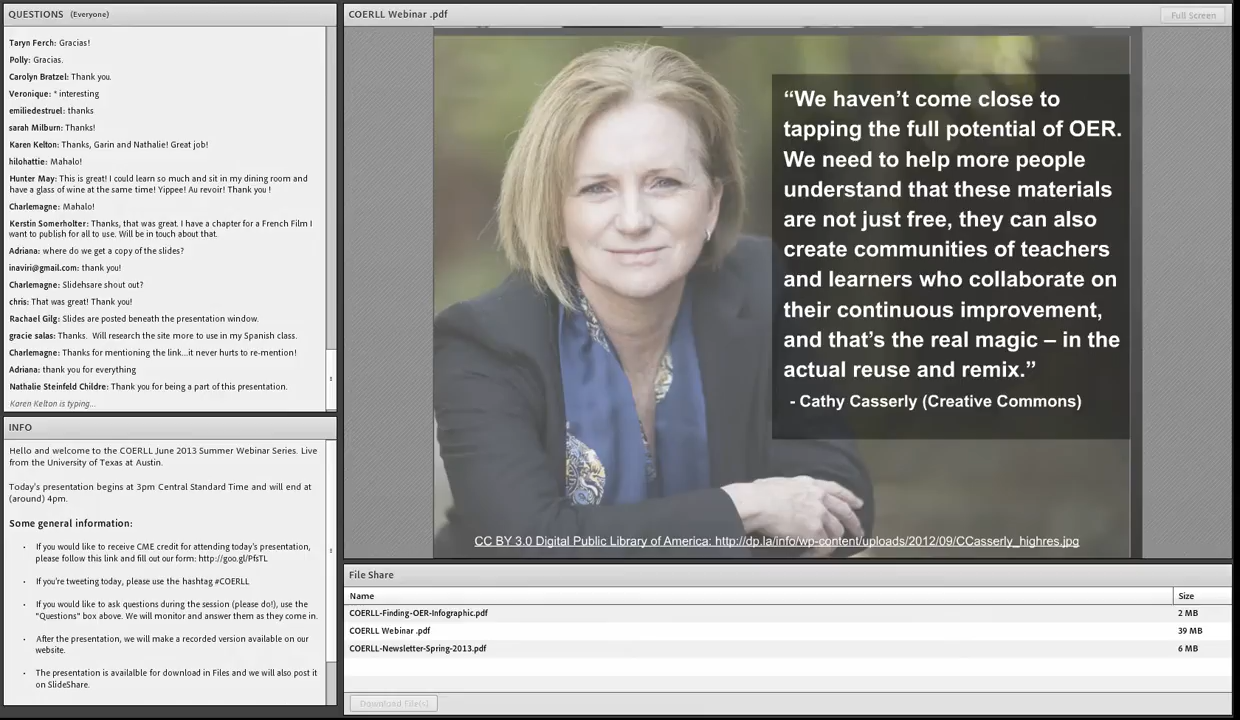 QUESTIONS (Everyone)
Taryn Ferch: Gracias!
Polly: Gracias.
Carolyn Bratzel: Thank you.
Veronique: * interesting
emiliedestruel: thanks
sarah Milburn: Thanks!
Karen Kelton: Thanks, Garin and Nathalie! Great job!
hilohattie: Mahalo!
Hunter May: This is great! I could learn so much and sit in my dining room and
have a glass of wine at the same time! Yippee! Au revoir! Thank you !
Charlemagne: Mahalo!
Kerstin Somerholter: Thanks, that was great. I have a chapter for a French Film I
want to publish for all to use. Will be in touch about that.
Adriana: where do we get a copy of the slides?
inaviri@gmail.com: thank you!
Charlemagne: Slidehsare shout out?
chris: That was great! Thank you!
Rachael Gilg: Slides are posted beneath the presentation window.
gracie salas: Thanks. Will research the site more to use in my Spanish class.
Charlemagne: Thanks for mentioning the link...it never hurts to re-mention!
Adriana: thank you for everything
Nathalie Steinfeld Childre: Thank you for being a part of this presentation.
Karen Kelton is typing...
INFO
Hello and welcome to the COERLL June 2013 Summer Webinar Series. Live
from the University of Texas at Austin.
Today's presentation begins at 3pm Central Standard Time and will end at
(around) 4pm.
Some general information:
• If you would like to receive CME credit for attending today's presentation,
please follow this link and fill out our form: http://goo.gl/PfsTL
• If you're tweeting today, please use the hashtag #COERLL
• If you would like to ask questions during the session (please do!), use the
"Questions" box above. We will monitor and answer them as they come in.
• After the presentation, we will make a recorded version available on our
website.
• The presentation is availalble for download in Files and we will also post it
on SlideShare.
COERLL Webinar .pdf
Full Screen
“We haven’t come close to
tapping the full potential of OER.
We need to help more people
understand that these materials
are not just free, they can also
create communities of teachers
and learners who collaborate on
their continuous improvement,
and that’s the real magic – in the
actual reuse and remix.”
- Cathy Casserly (Creative Commons)
CC BY 3.0 Digital Public Library of America: http://dp.la/info/wp-content/uploads/2012/09/CCasserly_highres.jpg
File Share
Name Size
COERLL-Finding-OER-Infographic.pdf 2 MB
COERLL Webinar .pdf 39 MB
COERLL-Newsletter-Spring-2013.pdf 6 MB
Download File(s)